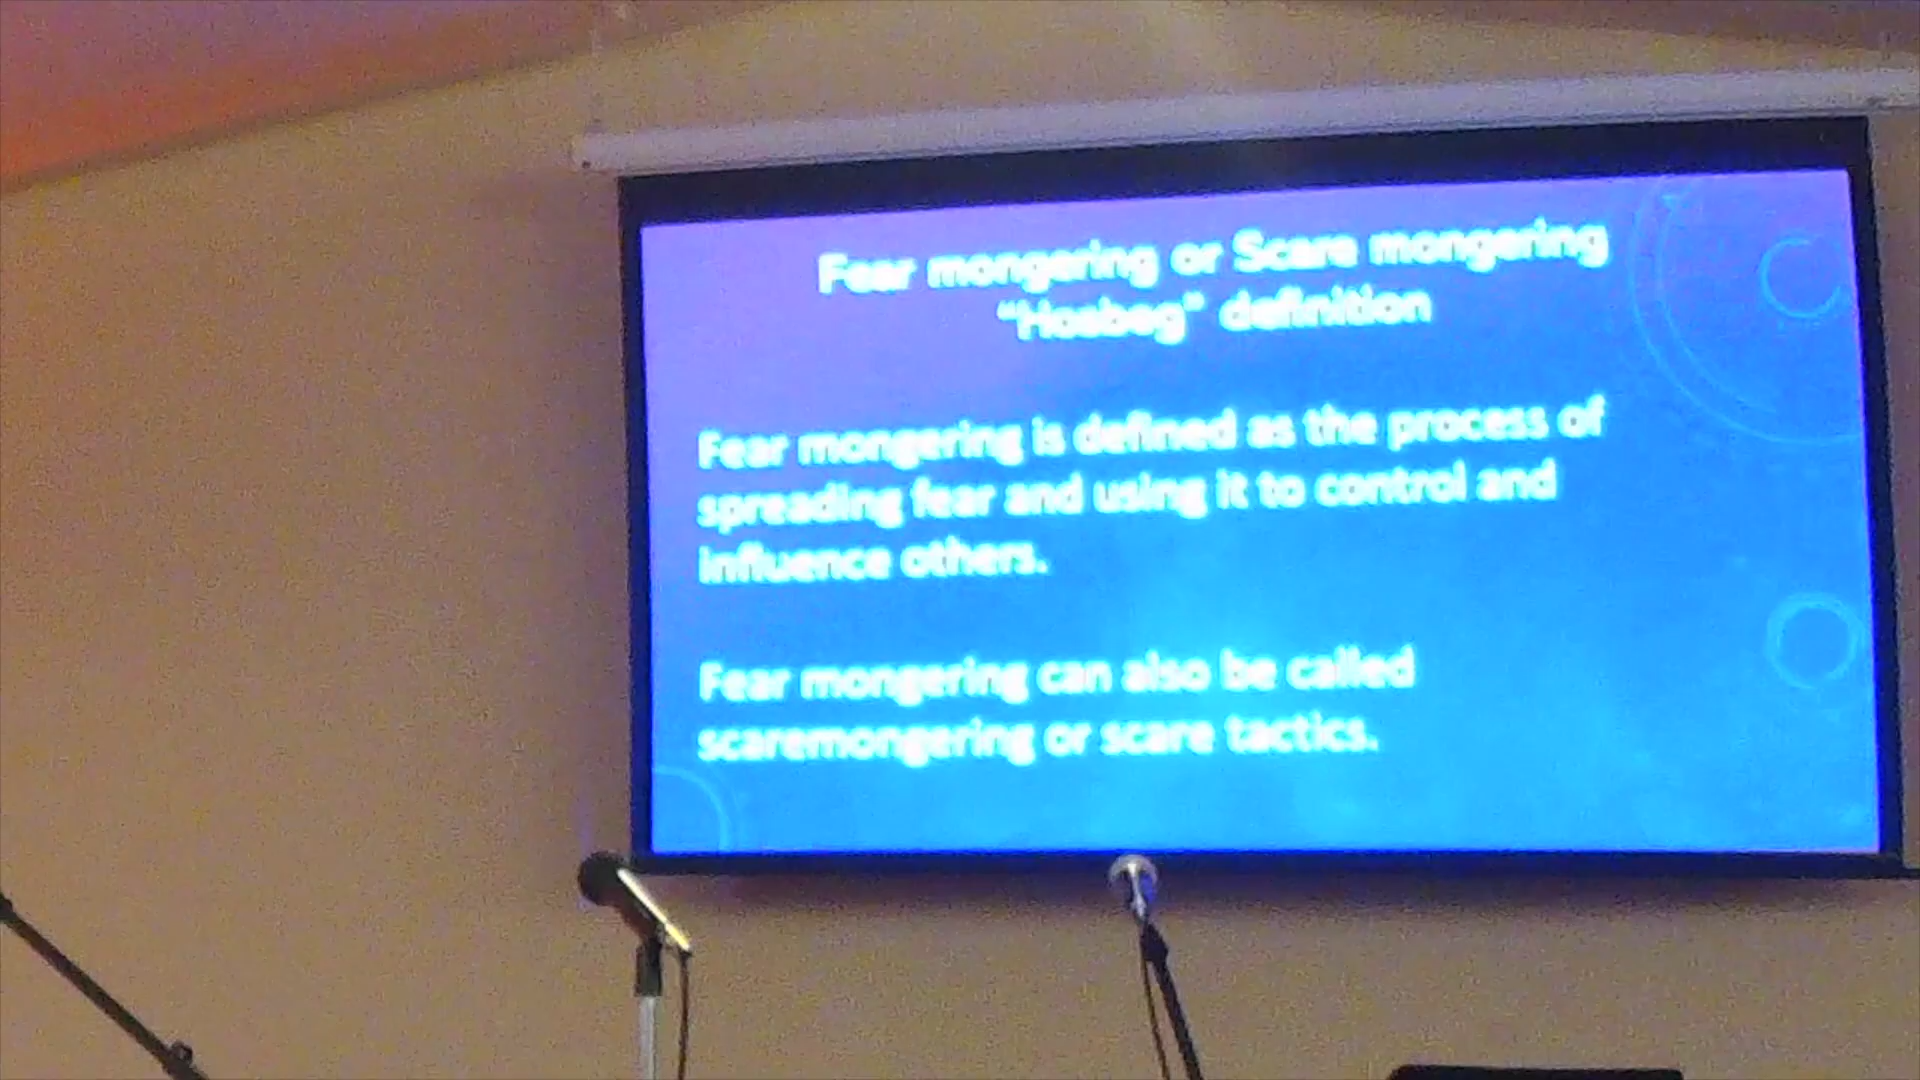 Fear mongering or Scare mongering
"Hosbeg" definition
Fear mongering is defined as the process of
spreading fear and using it to control and
influence others.
Fear mongering can also be called
scaremongering or scare tactics.